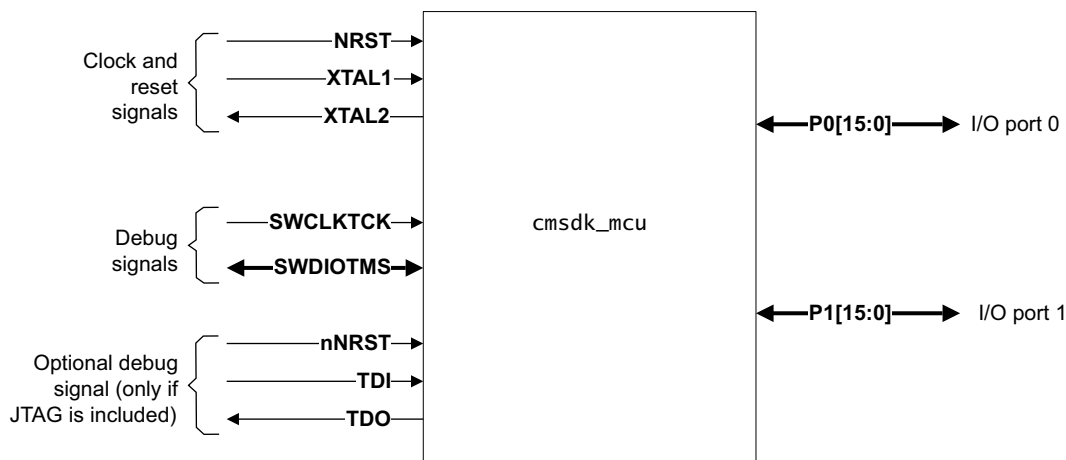 Clock and
reset
signals
NRST
XTAL1
XTAL2
Debug
signals
SWCLKTCK
SWDIOTMS
Optional debug
signal (only if
JTAG is included)
nNRST
TDI
TDO
cmsdk_mcu
P0[15:0]
I/O port 0
P1[15:0]
I/O port 1